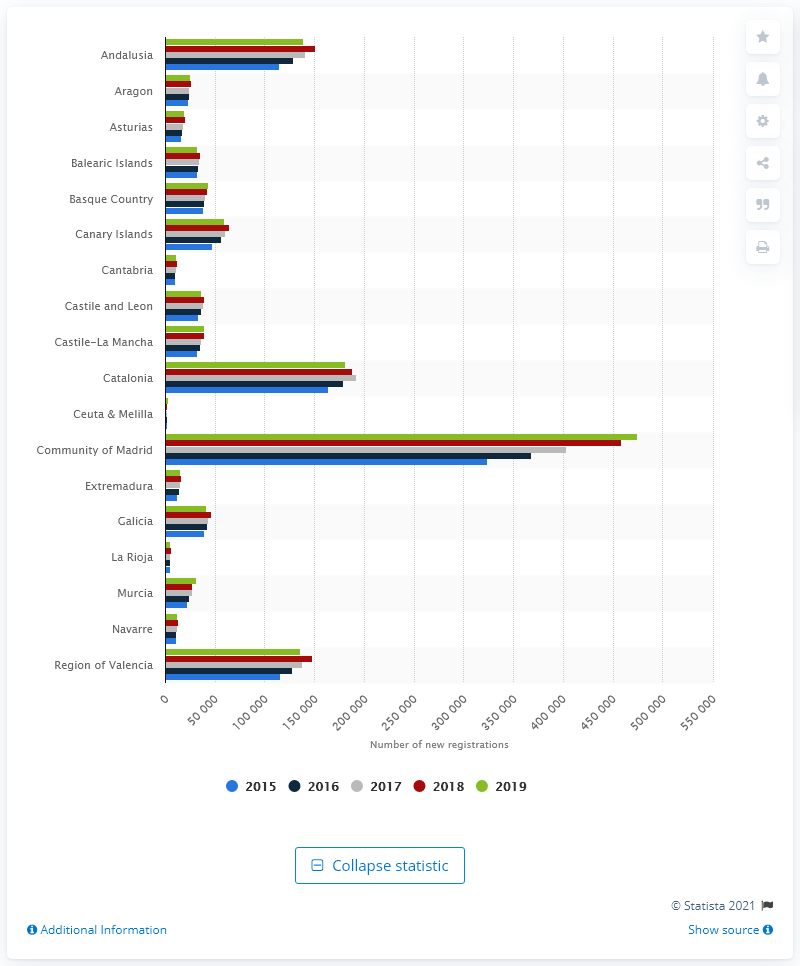 Andalusia
Aragon
Asturias
Balearic Islands
Basque Country
Canary Islands
Cantabria
Castile and Leon
Castile-La Mancha
Catalonia
Ceuta & Melilla
Community of Madrid
Extremadura
Galicia
La Rioja
Murcia
Navarre
Region of Valencia
0 50 000 100 000 150 000 200 000 250 000 300 000 350 000 400 000 450 000 500 000 550 000
Number of new registrations
2015 2016 2017 2018 2019
Collapse statistic
© Statista 2021
Additional Information Show source